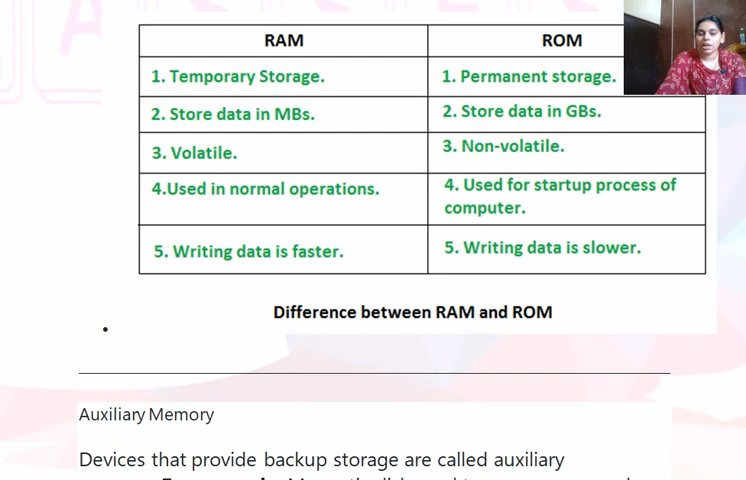 RAM ROM
1. Temporary Storage. 1. Permanent storage.
2. Store data in MBs. 2. Store data in GBs.
3. Volatile. 3. Non-volatile.
4.Used in normal operations. 4. Used for startup process of
computer.
5. Writing data is faster. 5. Writing data is slower.
Difference between RAM and ROM
Auxiliary Memory
Devices that provide backup storage are called auxiliary